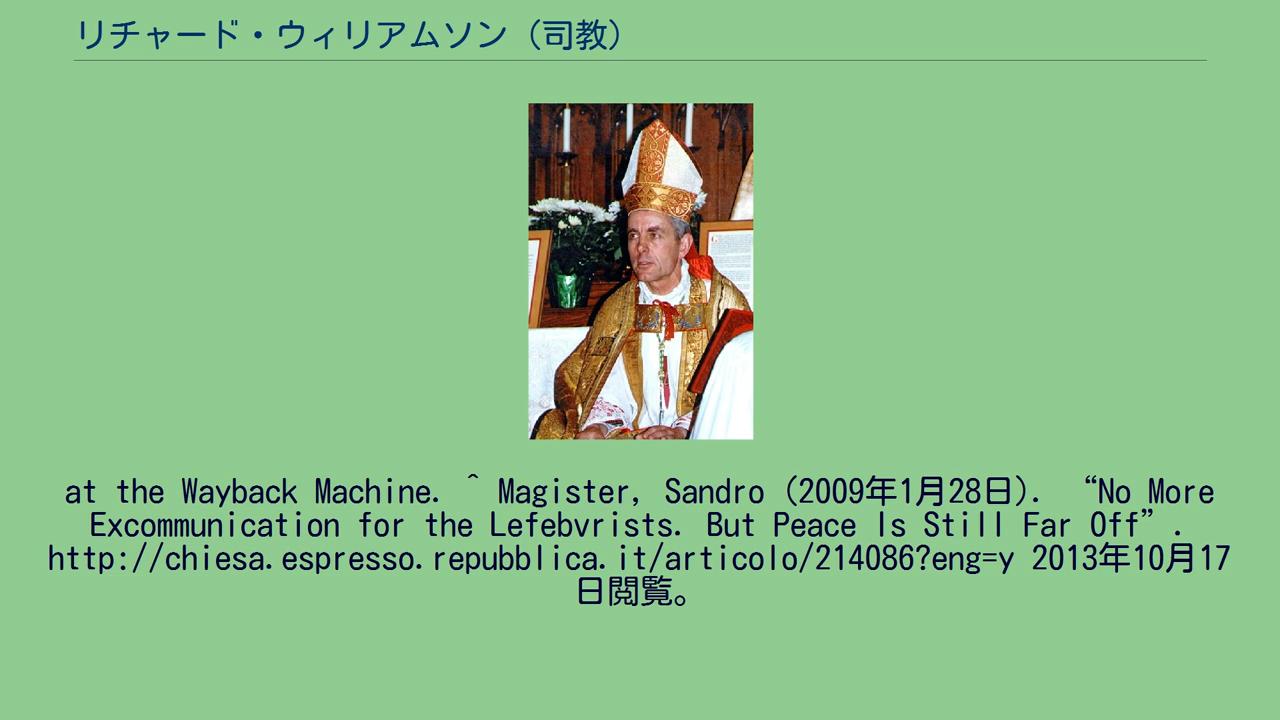 リチャード・ウィリアムソン（司教）
at the Wayback Machine. ^ Magister, Sandro (2009年1月28日). “No More
Excommunication for the Lefebvrists. But Peace Is Still Far Off”.
http://chiesa.espresso.repubblica.it/articolo/214086?eng=y 2013年10月17
日閲覧。